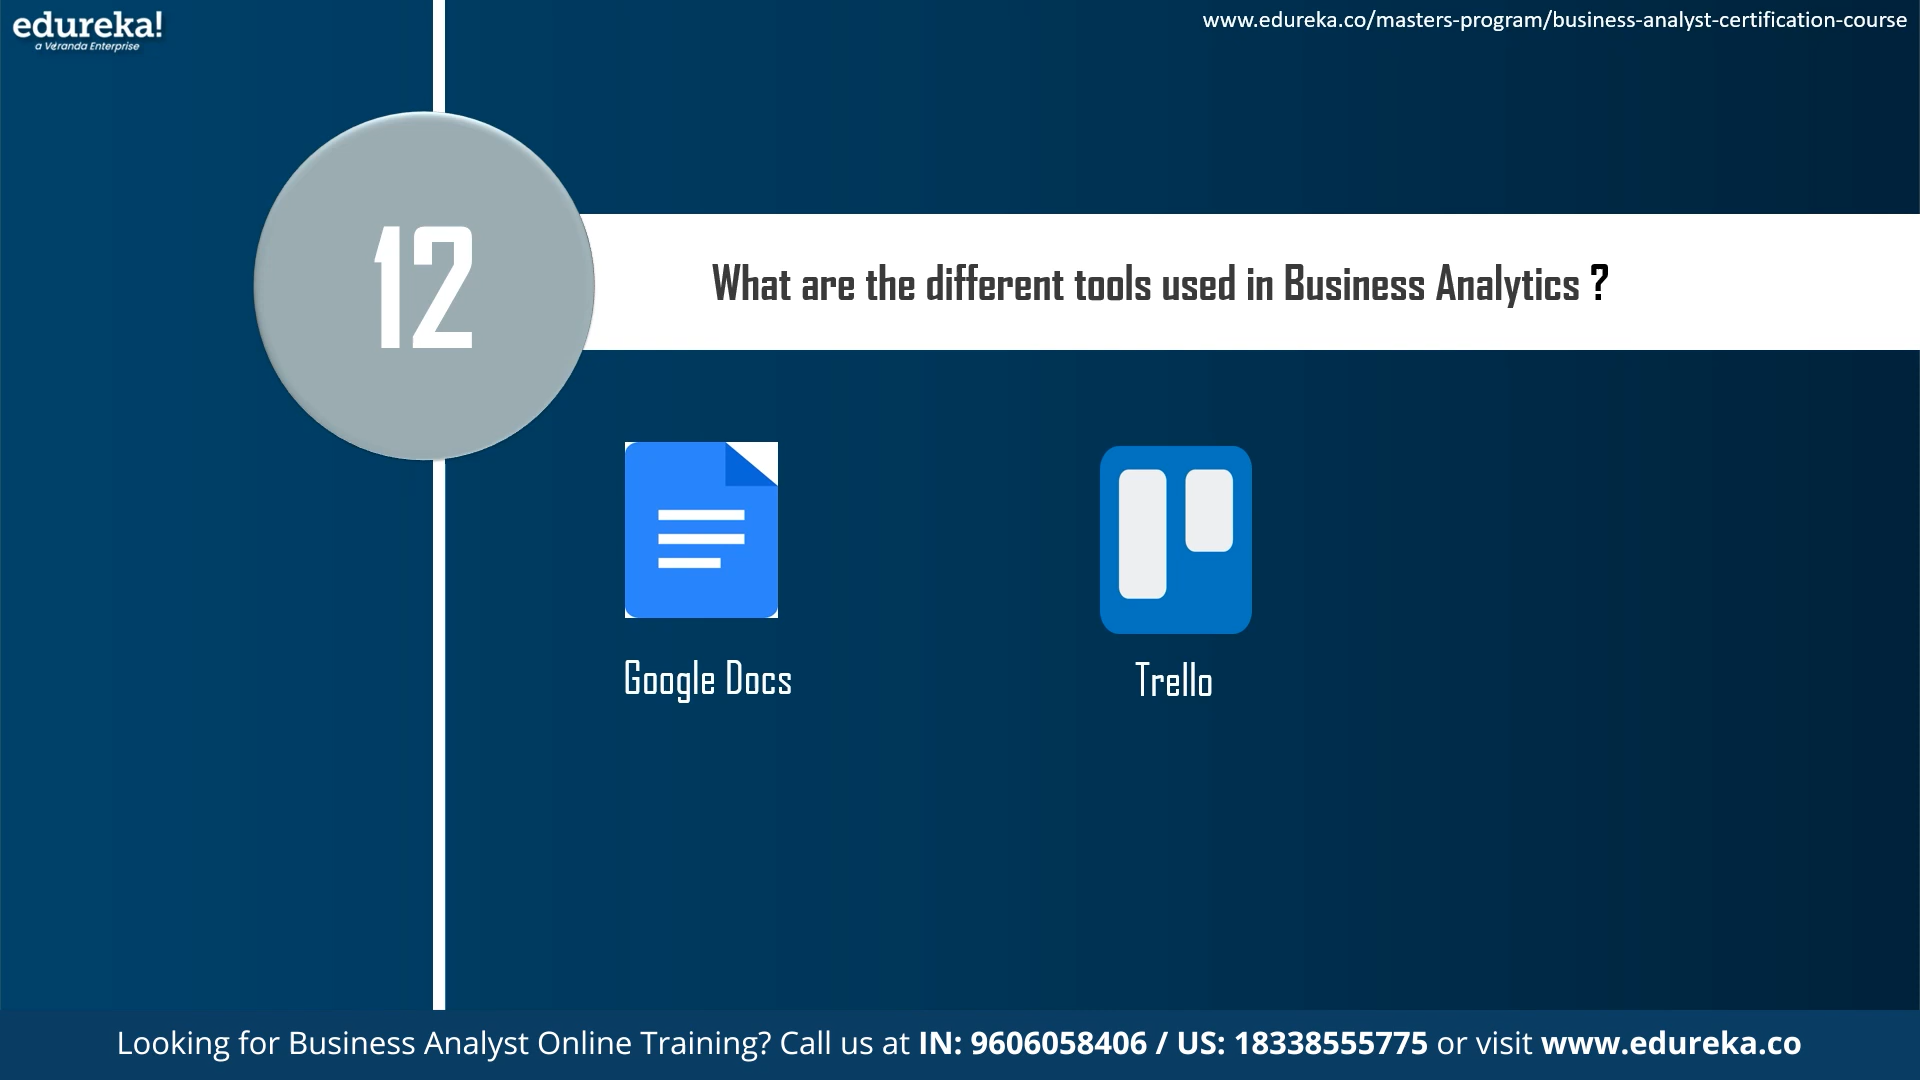 edureka!
a Veranda Enterprise
www.edureka.co/masters-program/business-analyst-certification-course
12
What are the different tools used in Business Analytics ?
Google Docs
Trello
Looking for Business Analyst Online Training? Call us at IN: 9606058406 / US: 18338555775 or visit www.edureka.co